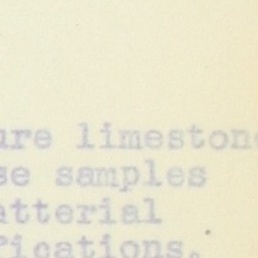 ure limestone
se samples
atterial
fications.